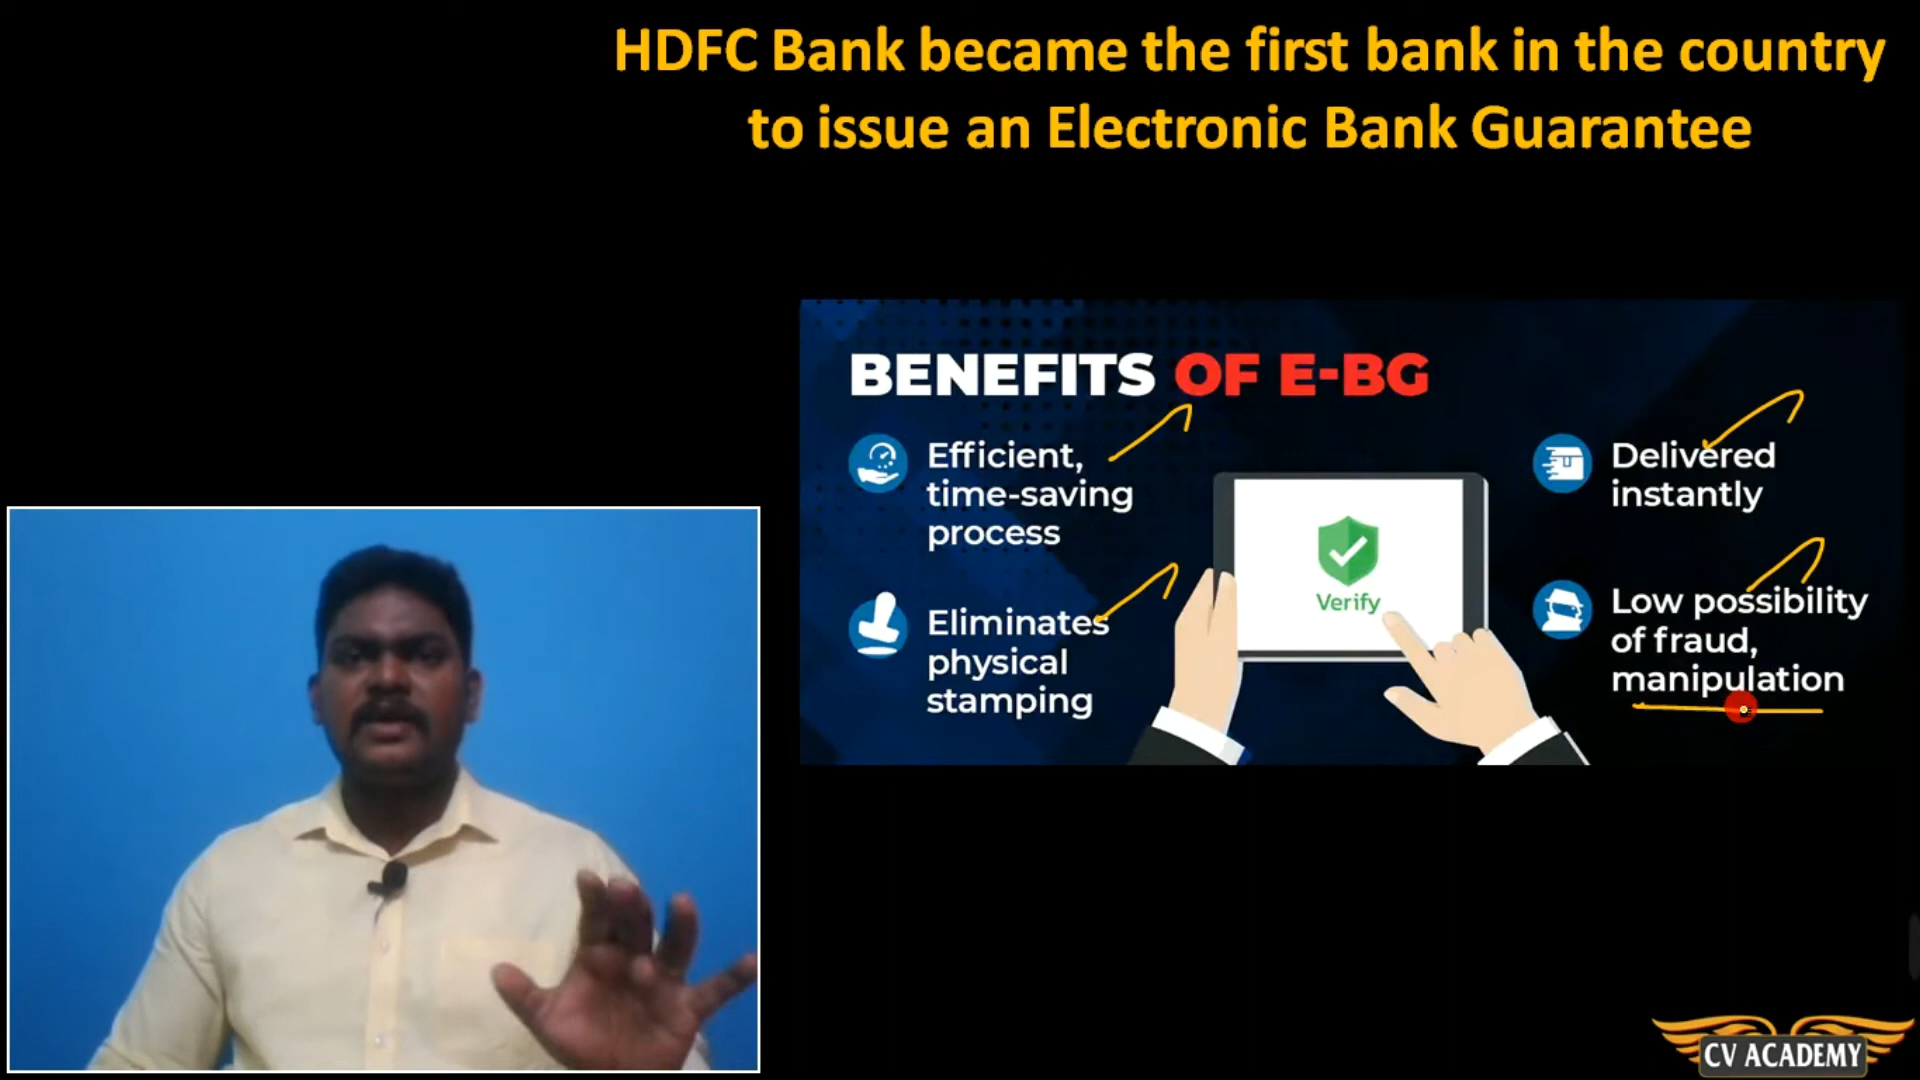 HDFC Bank became the first bank in the country
to issue an Electronic Bank Guarantee
BENEFITS OF E-BG
Efficient,
time-saving
process
Eliminates
physical
stamping
Verify
Delivered
instantly
Low possibility
of fraud,
manipulation
CV ACADEMY